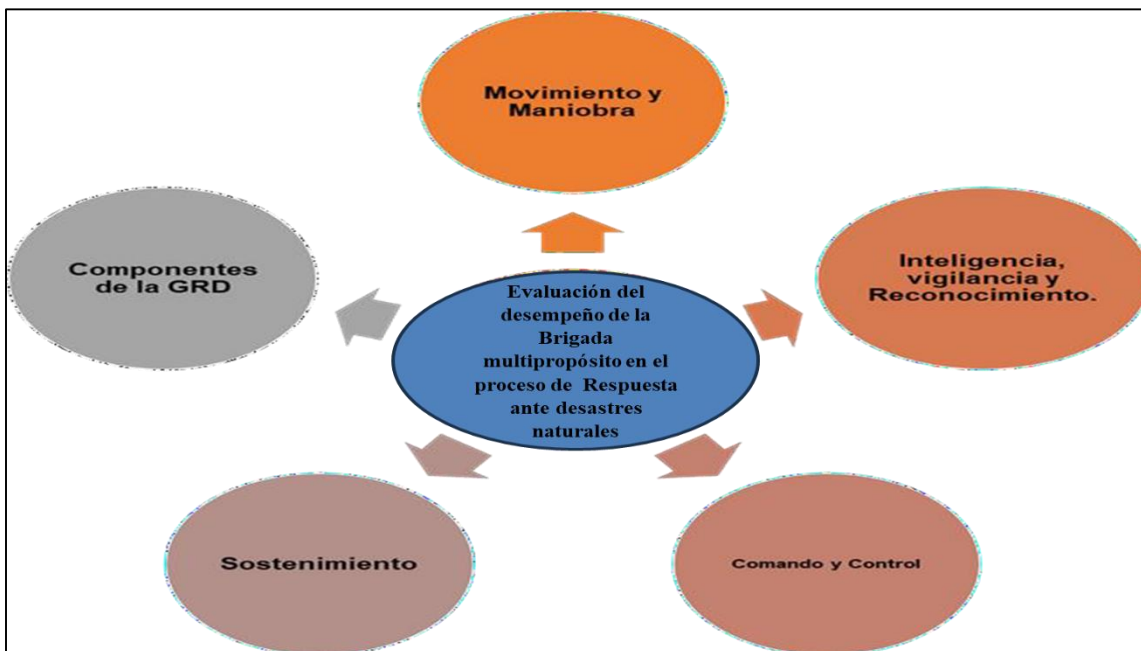 Movimiento y
Maniobra
Componentes
de la GRD
Inteligencia,
vigilancia y
Reconocimiento.
Evaluación del
desempeño de la
Brigada
multipropósito en el
proceso de Respuesta
ante desastres
naturales
Sostenimiento
Comando y Control